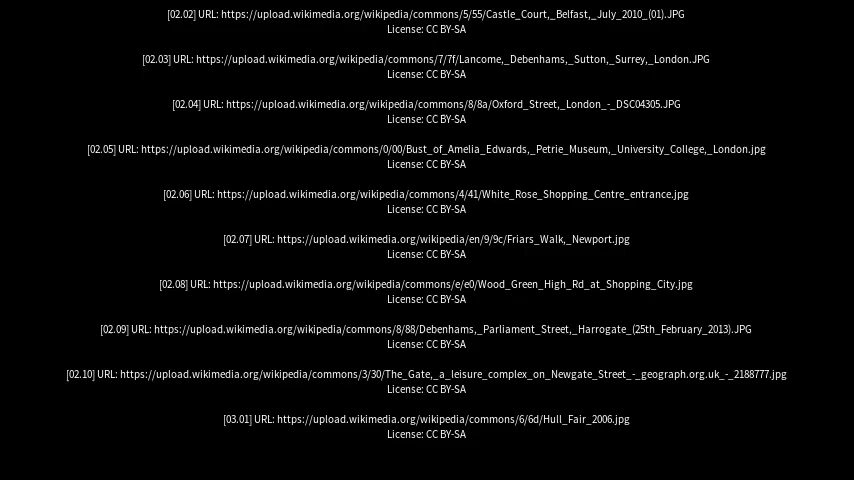 [02.02] URL: https://upload.wikimedia.org/wikipedia/commons/5/55/Castle_Court,_Belfast,_July_2010_(01).JPG
License: CC BY-SA
[02.03] URL: https://upload.wikimedia.org/wikipedia/commons/7/7f/Lancome,_Debenhams,_Sutton,_Surrey,_London.JPG
License: CC BY-SA
[02.04] URL: https://upload.wikimedia.org/wikipedia/commons/8/8a/Oxford_Street,_London_-_DSC04305.JPG
License: CC BY-SA
[02.05] URL: https://upload.wikimedia.org/wikipedia/commons/0/00/Bust_of_Amelia_Edwards,_Petrie_Museum,_University_College,_London.jpg
License: CC BY-SA
[02.06] URL: https://upload.wikimedia.org/wikipedia/commons/4/41/White_Rose_Shopping_Centre_entrance.jpg
License: CC BY-SA
[02.07] URL: https://upload.wikimedia.org/wikipedia/en/9/9c/Friars_Walk,_Newport.jpg
License: CC BY-SA
[02.08] URL: https://upload.wikimedia.org/wikipedia/commons/e/e0/Wood_Green_High_Rd_at_Shopping_City.jpg
License: CC BY-SA
[02.09] URL: https://upload.wikimedia.org/wikipedia/commons/8/88/Debenhams,_Parliament_Street,_Harrogate_(25th_February_2013).JPG
License: CC BY-SA
[02.10] URL: https://upload.wikimedia.org/wikipedia/commons/3/30/The_Gate,_a_leisure_complex_on_Newgate_Street_-_geograph.org.uk_-_2188777.jpg
License: CC BY-SA
[03.01] URL: https://upload.wikimedia.org/wikipedia/commons/6/6d/Hull_Fair_2006.jpg
License: CC BY-SA